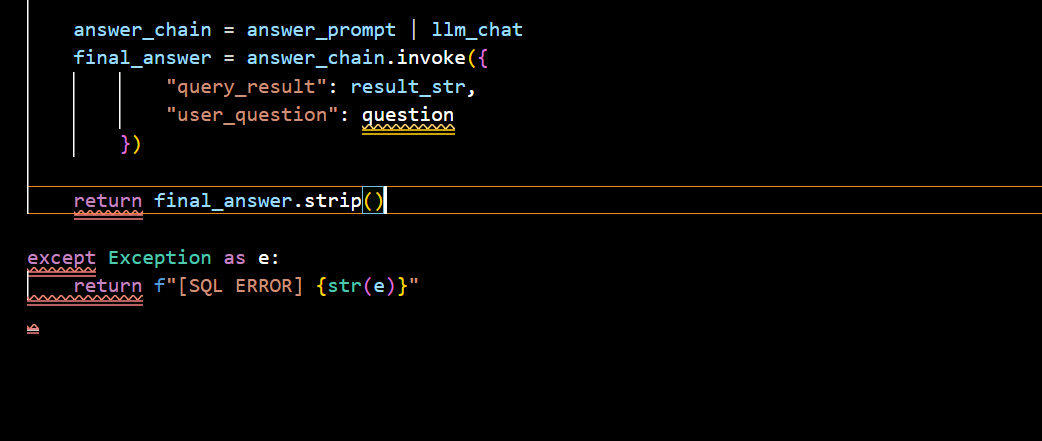 answer_chain = answer_prompt | llm_chat
final_answer = answer_chain.invoke({
"query_result": result_str,
"user_question": question
})
return final_answer.strip()
except Exception as e:
return f"[SQL ERROR] {str(e)}"